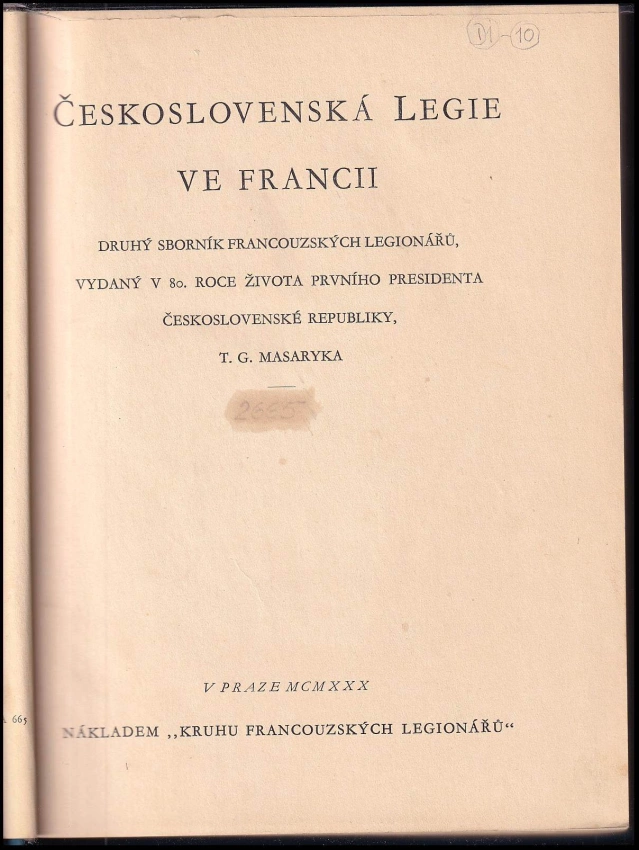 D1-10
ČESKOSLOVENSKÁ LEGIE
VE FRANCII
DRUHÝ SBORNÍK FRANCOUZSKÝCH LEGIONÁŘŮ,
VYDANÝ V 80. ROCE ŽIVOTA PRVNÍHO PRESIDENTA
ČESKOSLOVENSKÉ REPUBLIKY,
T. G. MASARYKA
2665
V PRAZE MCMXXX
665
NÁKLADEM „KRUHU FRANCOUZSKÝCH LEGIONÁŘŮ“